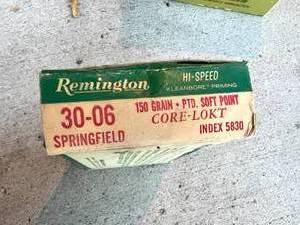 Remington
HI-SPEED
KLEANBORE PRIMING
30-06
SPRINGFIELD
150 GRAIN • PTD. SOFT POINT
CORE-LOKT
INDEX 5830